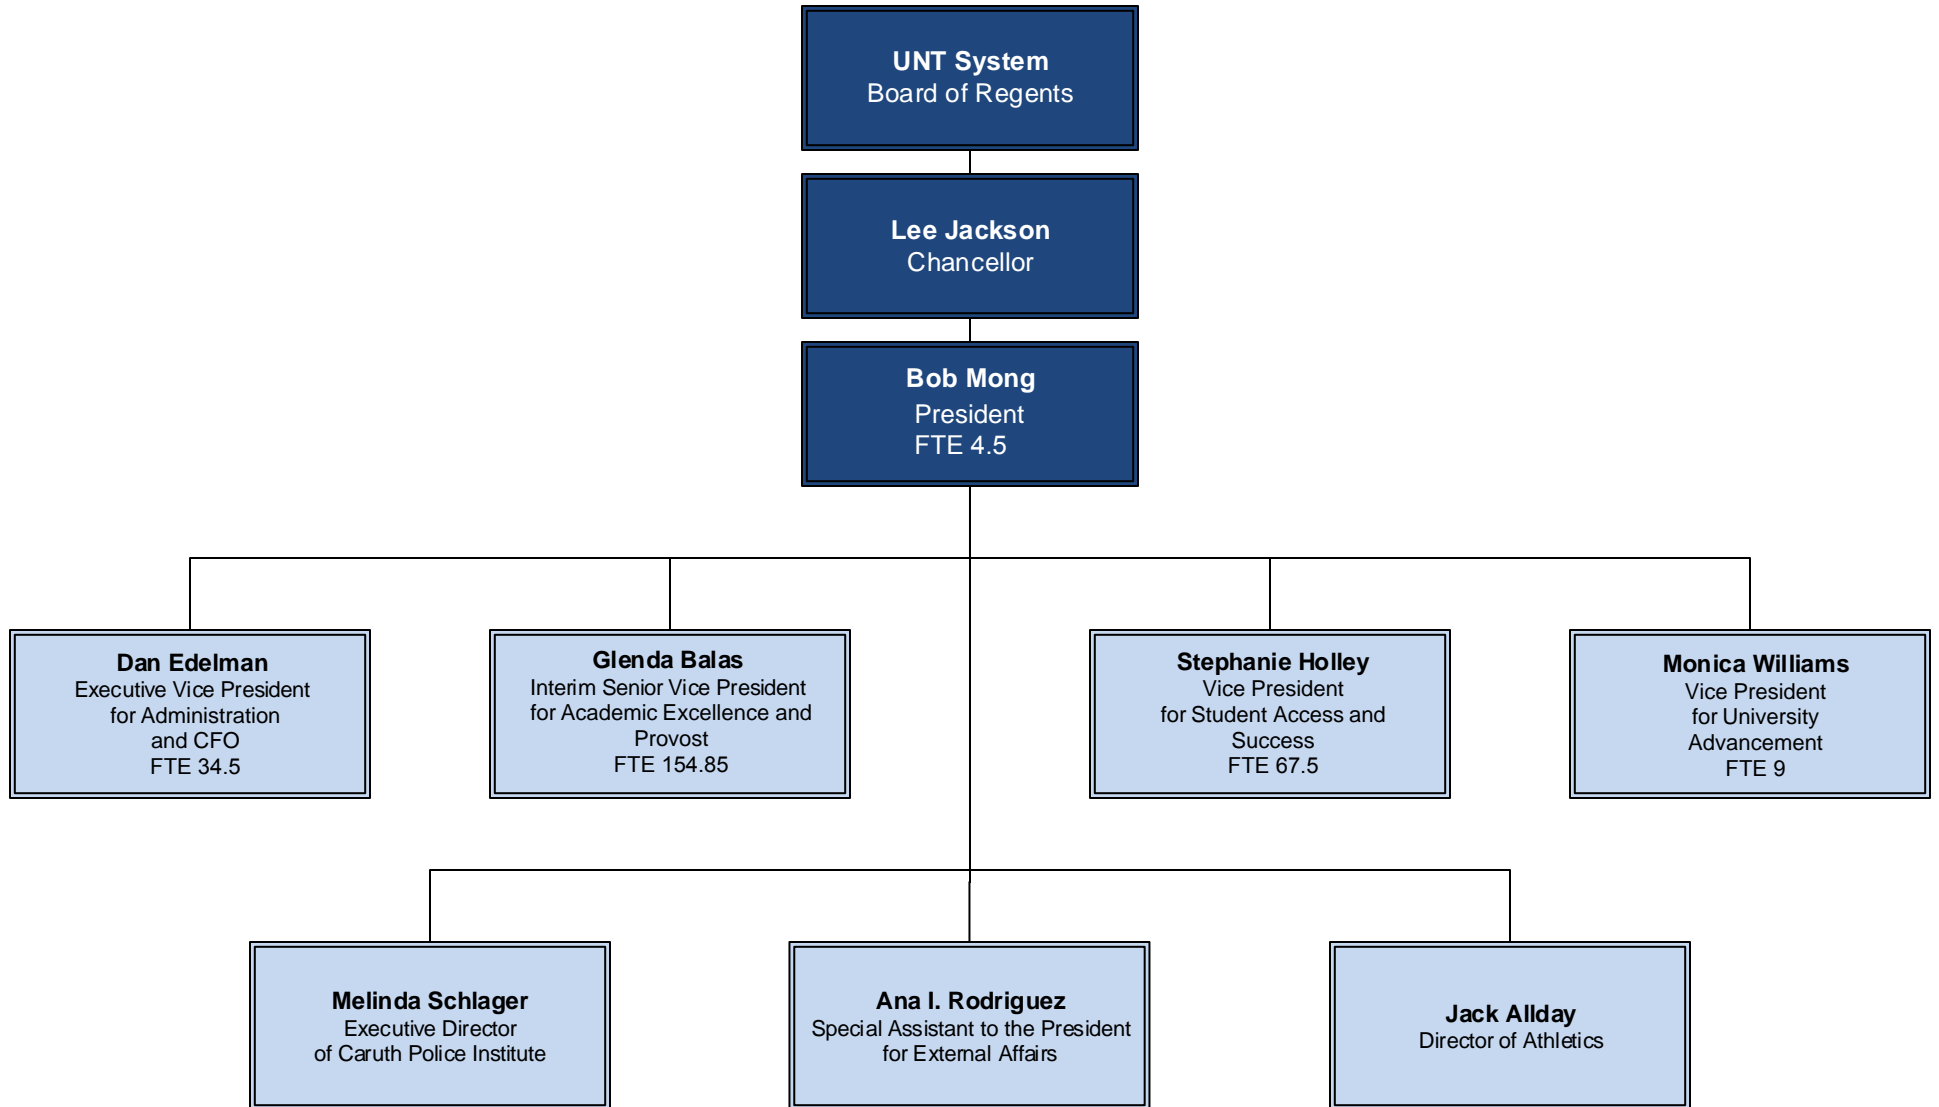 UNT System
Board of Regents
Lee Jackson
Chancellor
Bob Mong
President
FTE 4.5
Dan Edelman
Executive Vice President
for Administration
and CFO
FTE 34.5
Glenda Balas
Interim Senior Vice President
for Academic Excellence and
Provost
FTE 154.85
Stephanie Holley
Vice President
for Student Access and
Success
FTE 67.5
Monica Williams
Vice President
for University
Advancement
FTE 9
Melinda Schlager
Executive Director
of Caruth Police Institute
Ana I. Rodriguez
Special Assistant to the President
for External Affairs
Jack Allday
Director of Athletics